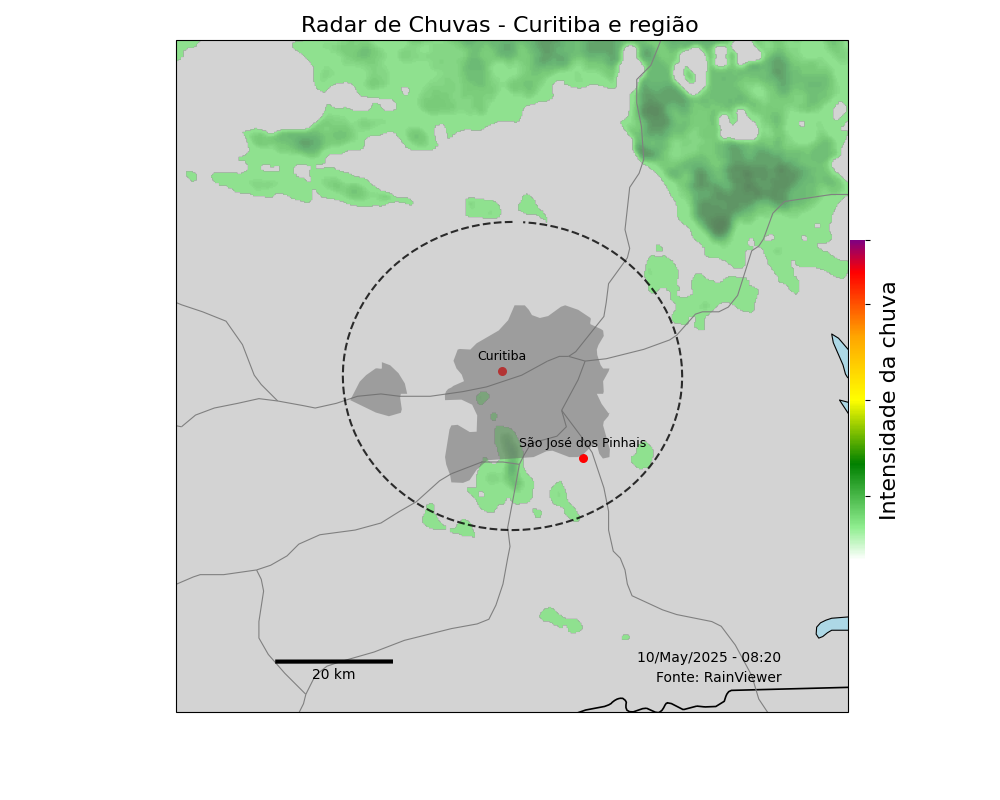 Radar de Chuvas - Curitiba e região
Curitiba
Intensidade da chuva
São José dos Pinhais
10/May/2025 - 08:20
20 km
Fonte: RainViewer